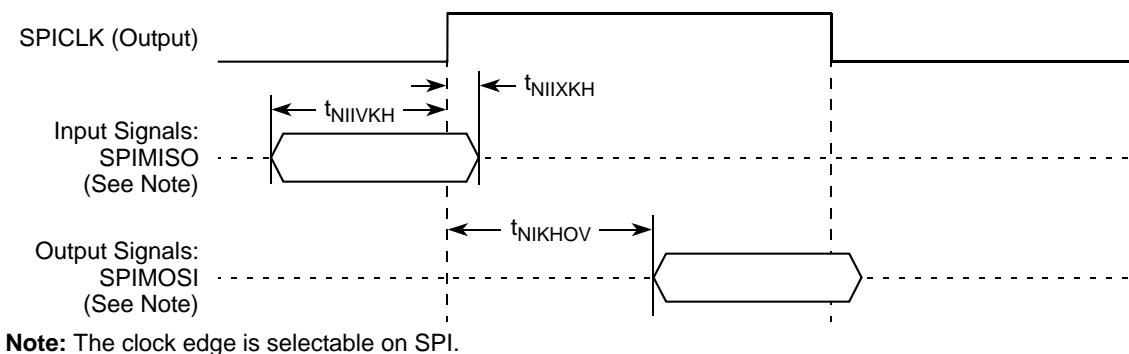 SPICLK (Output)
tNIIXKH
tNIIVKH
Input Signals:
SPIMISO
(See Note)
tNIKHOV
Output Signals:
SPIMOSI
(See Note)
Note: The clock edge is selectable on SPI.